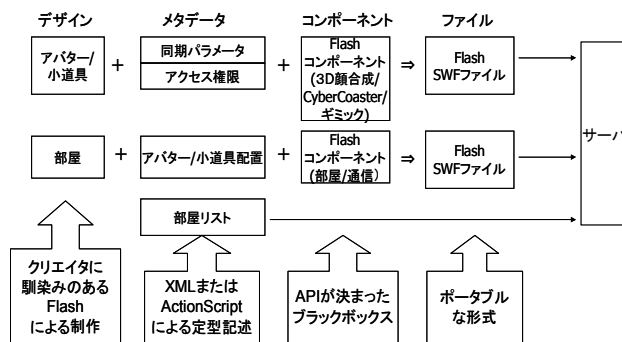 デザイン
メタデータ
コンポーネント
ファイル
アバター/
小道具
+
同期パラメータ
アクセス権限
+
Flash
コンポーネント
(3D顔合成/
CyberCoaster/
ギミック)
⇒
Flash
SWFファイル
サーバ
部屋
+
アバター/小道具配置
+
Flash
コンポーネント
(部屋/通信)
⇒
Flash
SWFファイル
部屋リスト
クリエイタに
馴染みのある
Flash
による制作
XMLまたは
ActionScript
による定型記述
APIが決まった
ブラックボックス
ポータブル
な形式